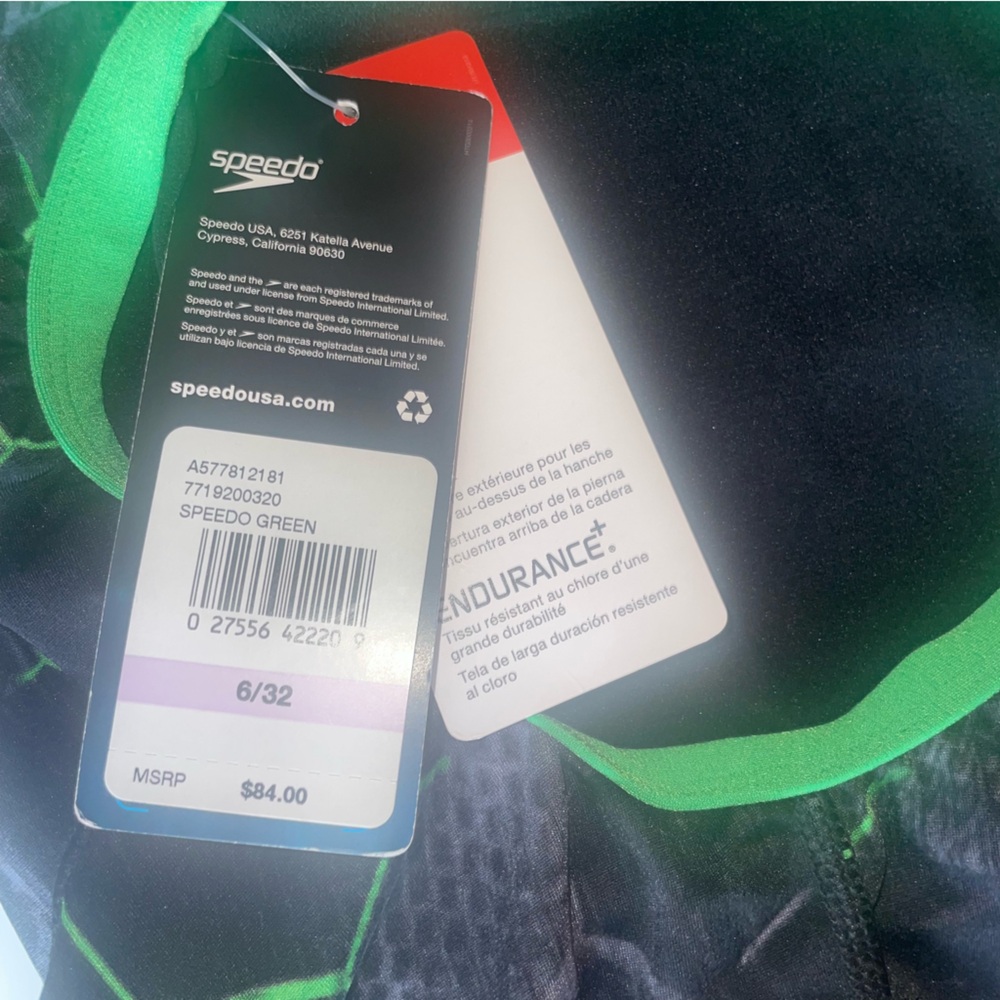 speedo
Speedo USA, 6251 Katella Avenue
Cypress, California 90630
Speedo and the are each registered trademarks of
and used under license from Speedo International Limited.
Speedo et sont des marques de commerce
enregistrées sous licence de Speedo International Limitée.
Speedo y et son marcas registradas cada una y se
utilizan bajo licencia de Speedo International Limited.
speedousa.com
A577812181
7719200320
SPEEDO GREEN
0 27556 42220 9
6/32
MSRP $84.00
e extérieure pour les
au-dessus de la hanche
ertura exterior de la pierna
ncuentra arriba de la cadera
ENDURANCE+®
Tissu résistant au chlore d'une
grande durabilité
Tela de larga duración resistente
al cloro